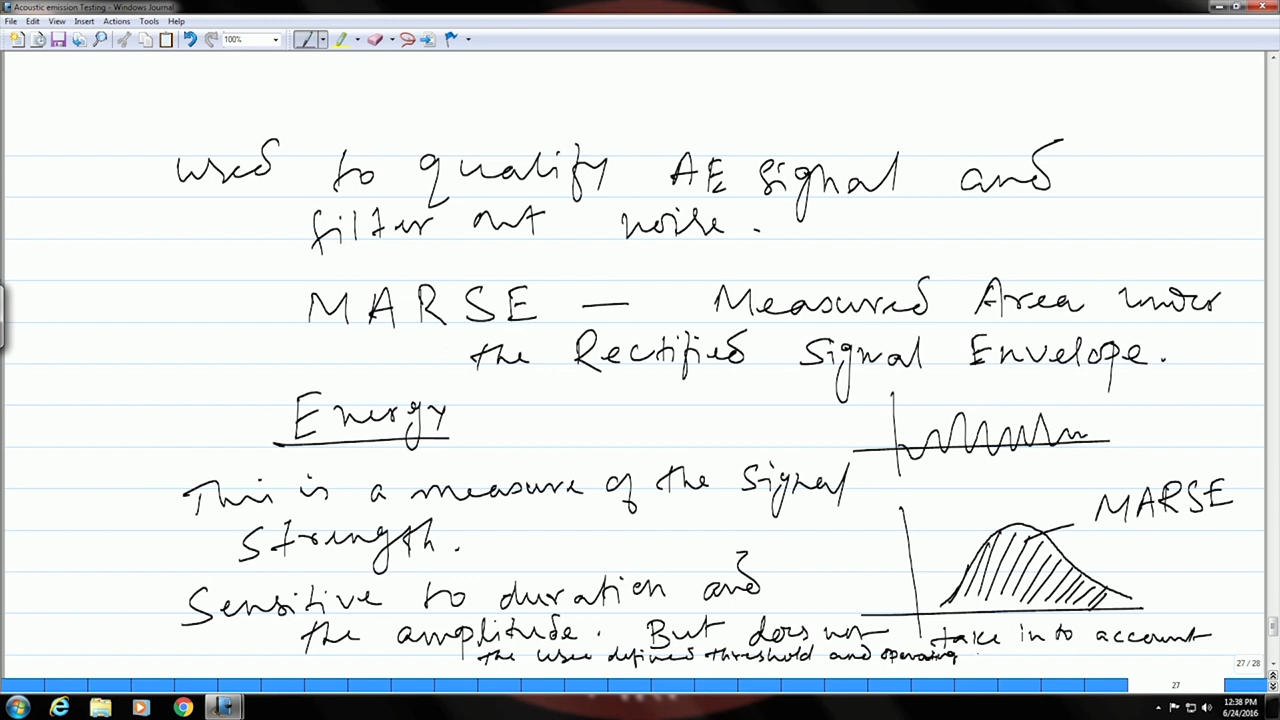 Acoustic emission Testing - Windows Journal
File Edit View Insert Actions Tools Help
100%
used to qualify AE signal and
filter out noise.
MARSE — Measured Area under
the Rectified Signal Envelope.
Energy
This is a measure of the signal
strength.
MARSE
Sensitive to duration and
the amplitude. But does not take in to account
the user defined threshold and operating
27 / 28
27
12:38 PM
6/24/2016